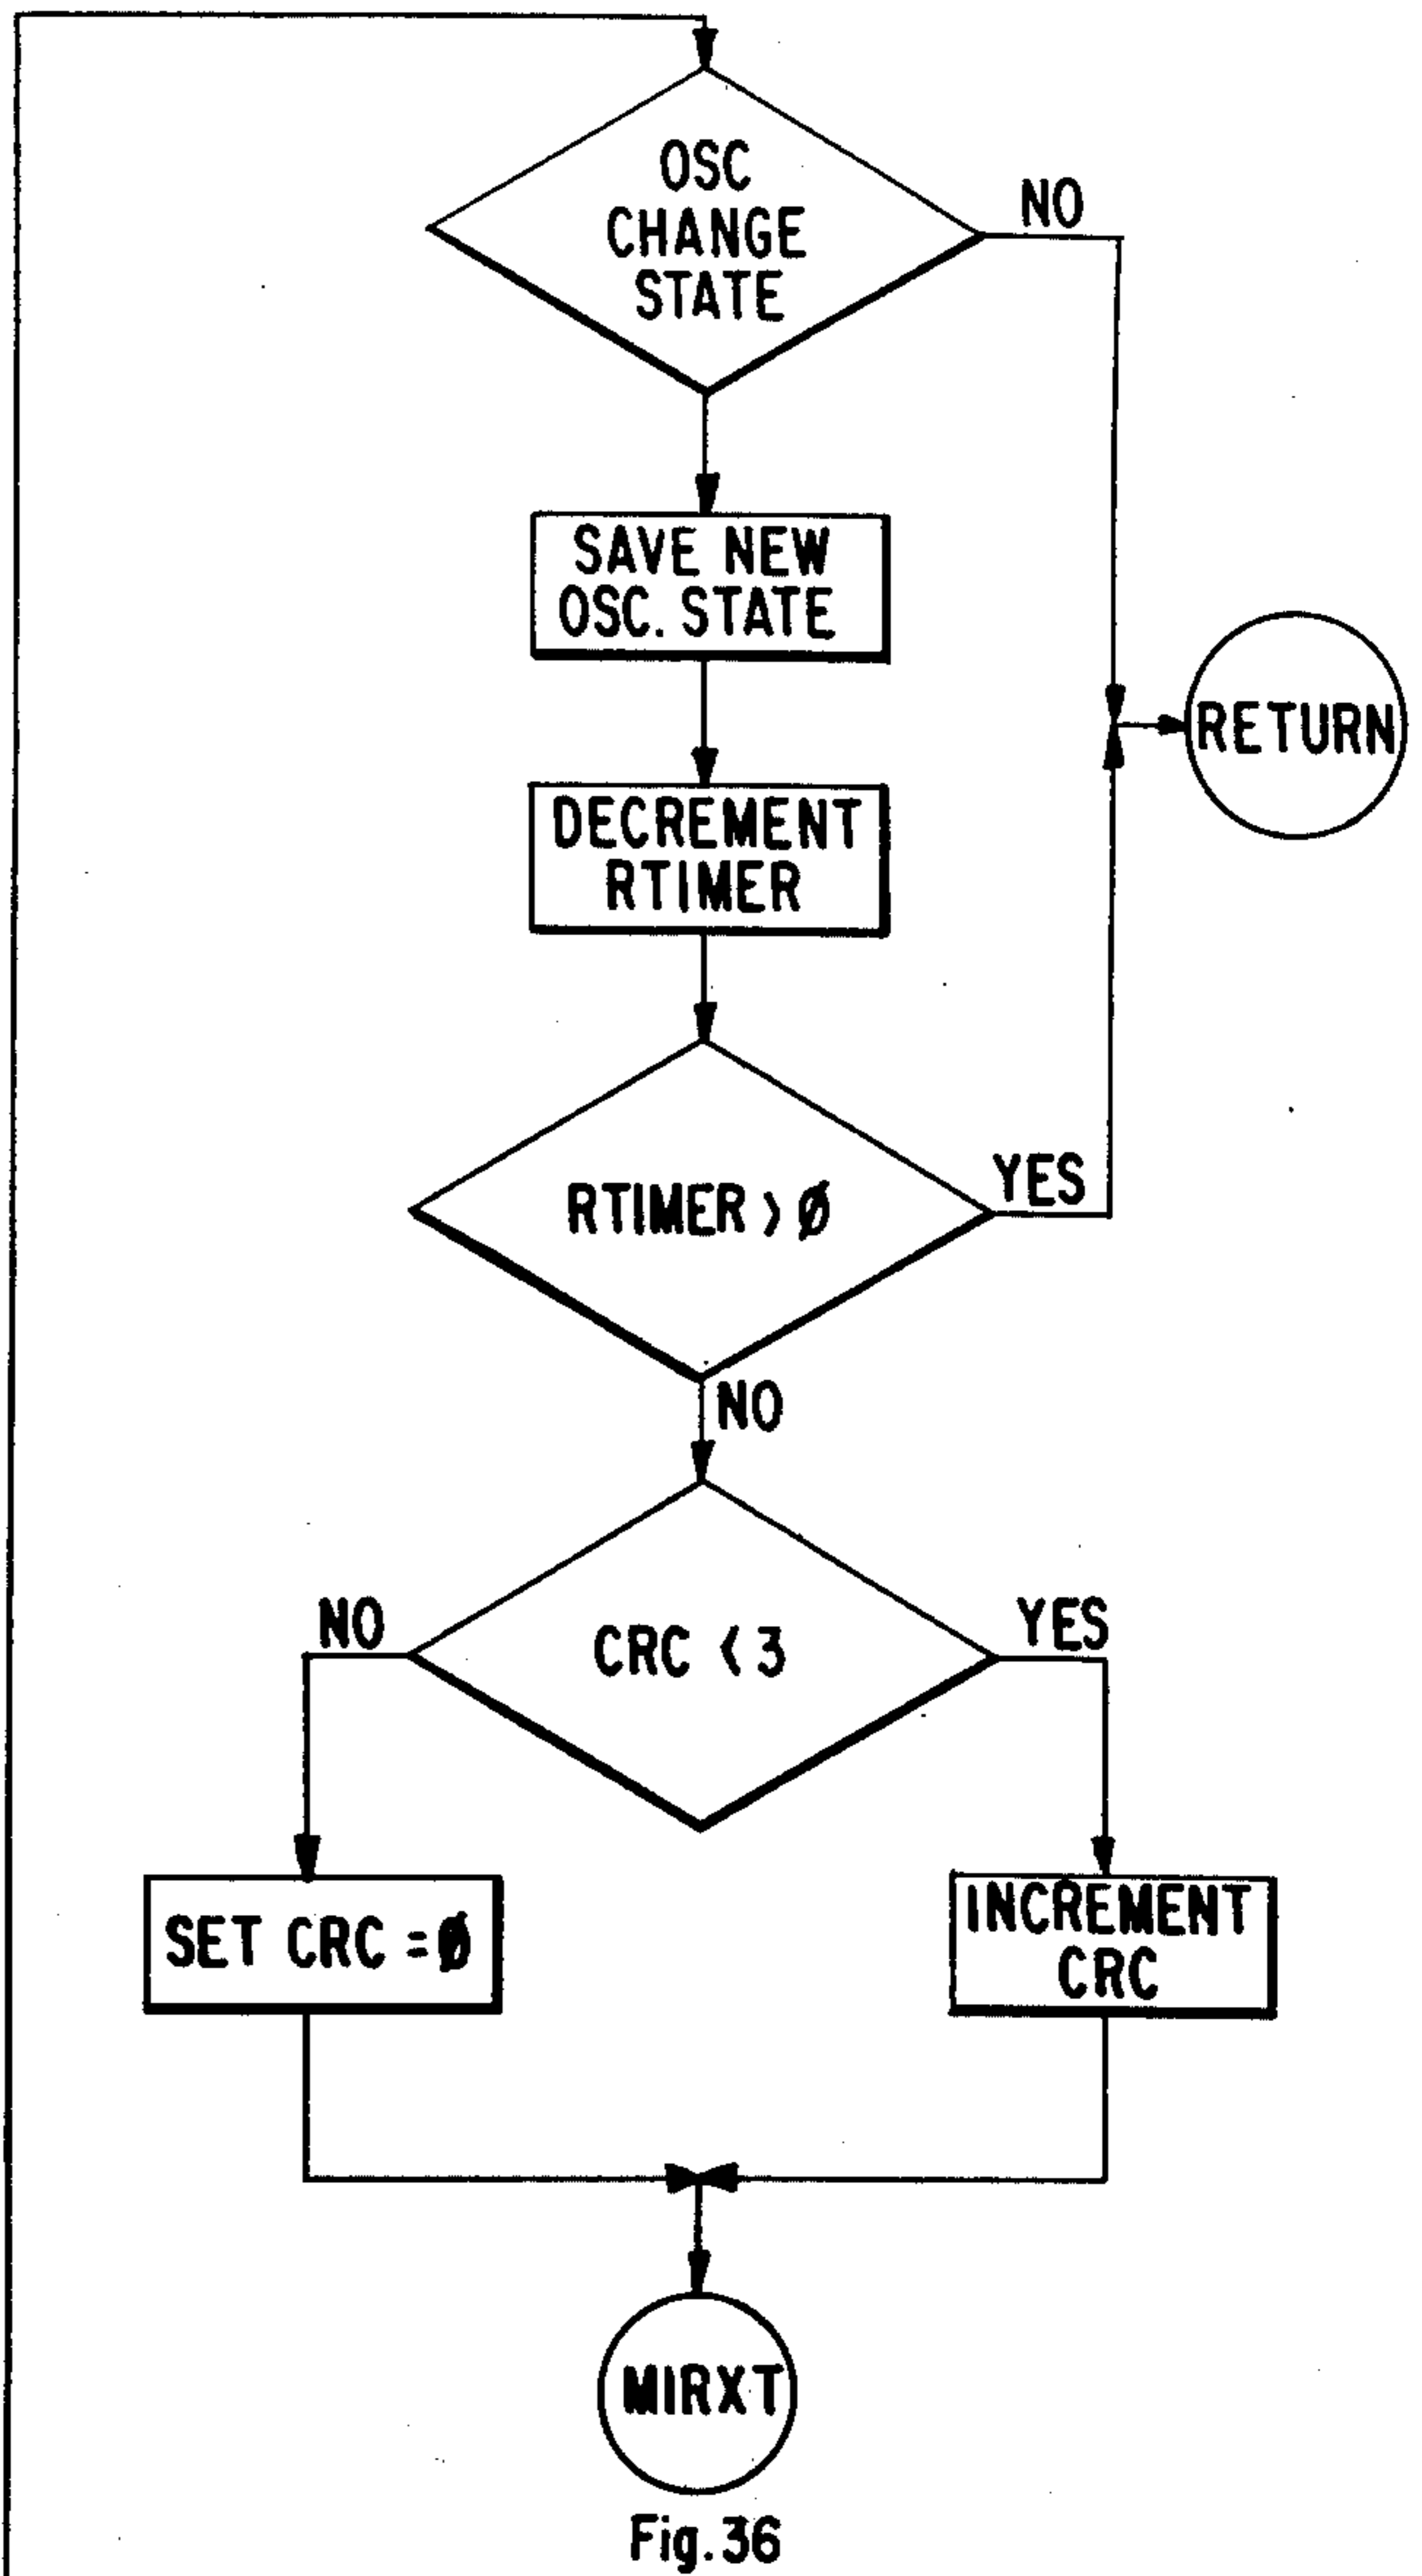 OSC
CHANGE
STATE
NO
SAVE NEW
OSC. STATE
RETURN
DECREMENT
RTIMER
RTIMER > Ø
YES
NO
CRC < 3
NO
YES
SET CRC = Ø
INCREMENT
CRC
MIRXT
Fig. 36